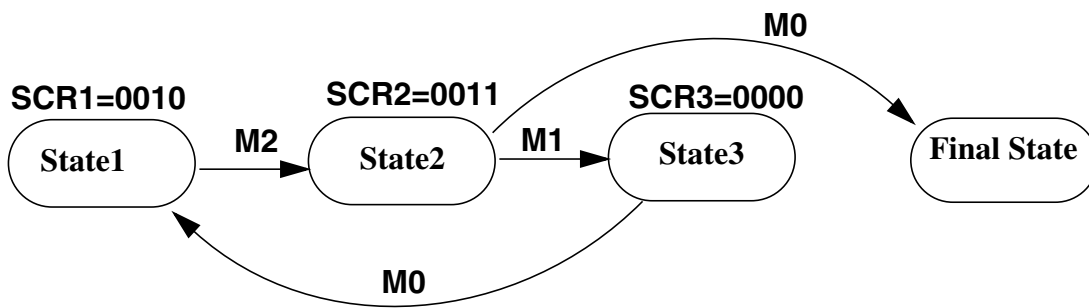 M0
SCR1=0010
SCR2=0011
SCR3=0000
State1
M2
State2
M1
State3
Final State
M0